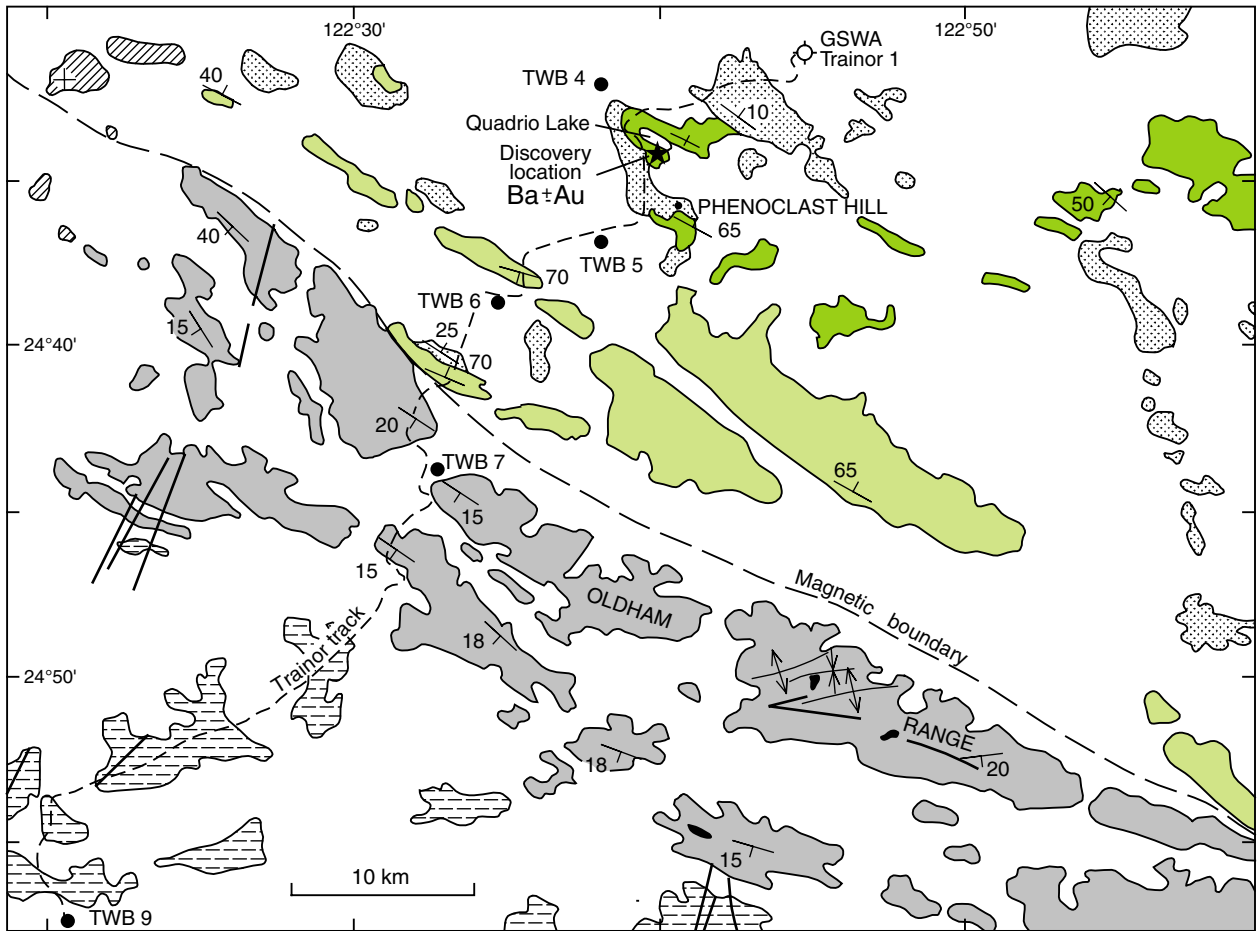 122°30'
122°50'
40
TWB 4
GSWA
Trainor 1
10
Quadrio Lake
Discovery
location
Ba±Au
PHENOCLAST HILL
50
65
40
TWB 5
70
TWB 6
15
25
24°40'
70
20
TWB 7
65
15
15
OLDHAM
Magnetic boundary
18
Trainor track
24°50'
RANGE
18
20
15
10 km
TWB 9